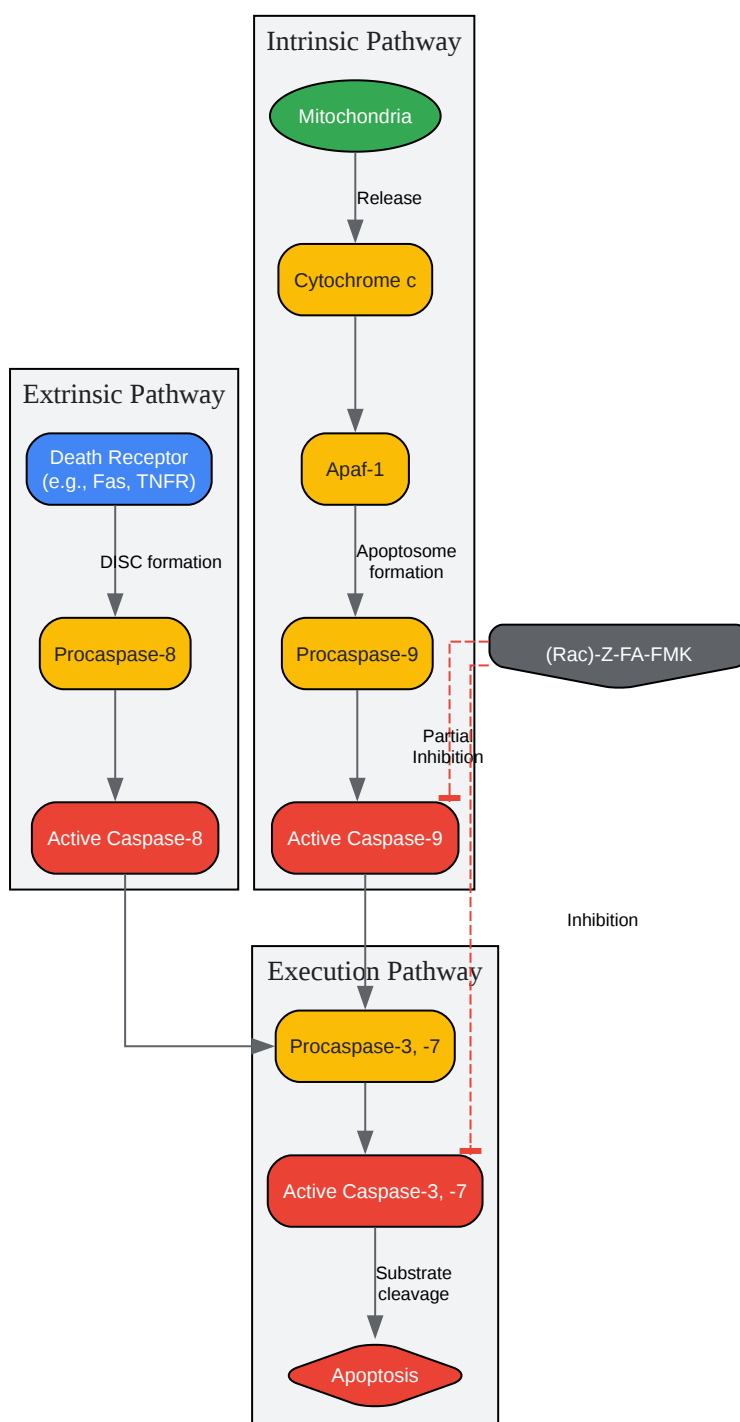 Intrinsic Pathway
Mitochondria
Release
Cytochrome c
Extrinsic Pathway
Death Receptor
(e.g., Fas, TNFR)
Apaf-1
DISC formation
Apoptosome
formation
Procaspase-8
Procaspase-9
(Rac)-Z-FA-FMK
Partial
Inhibition
Active Caspase-8
Active Caspase-9
Inhibition
Execution Pathway
Procaspase-3, -7
Active Caspase-3, -7
Substrate
cleavage
Apoptosis